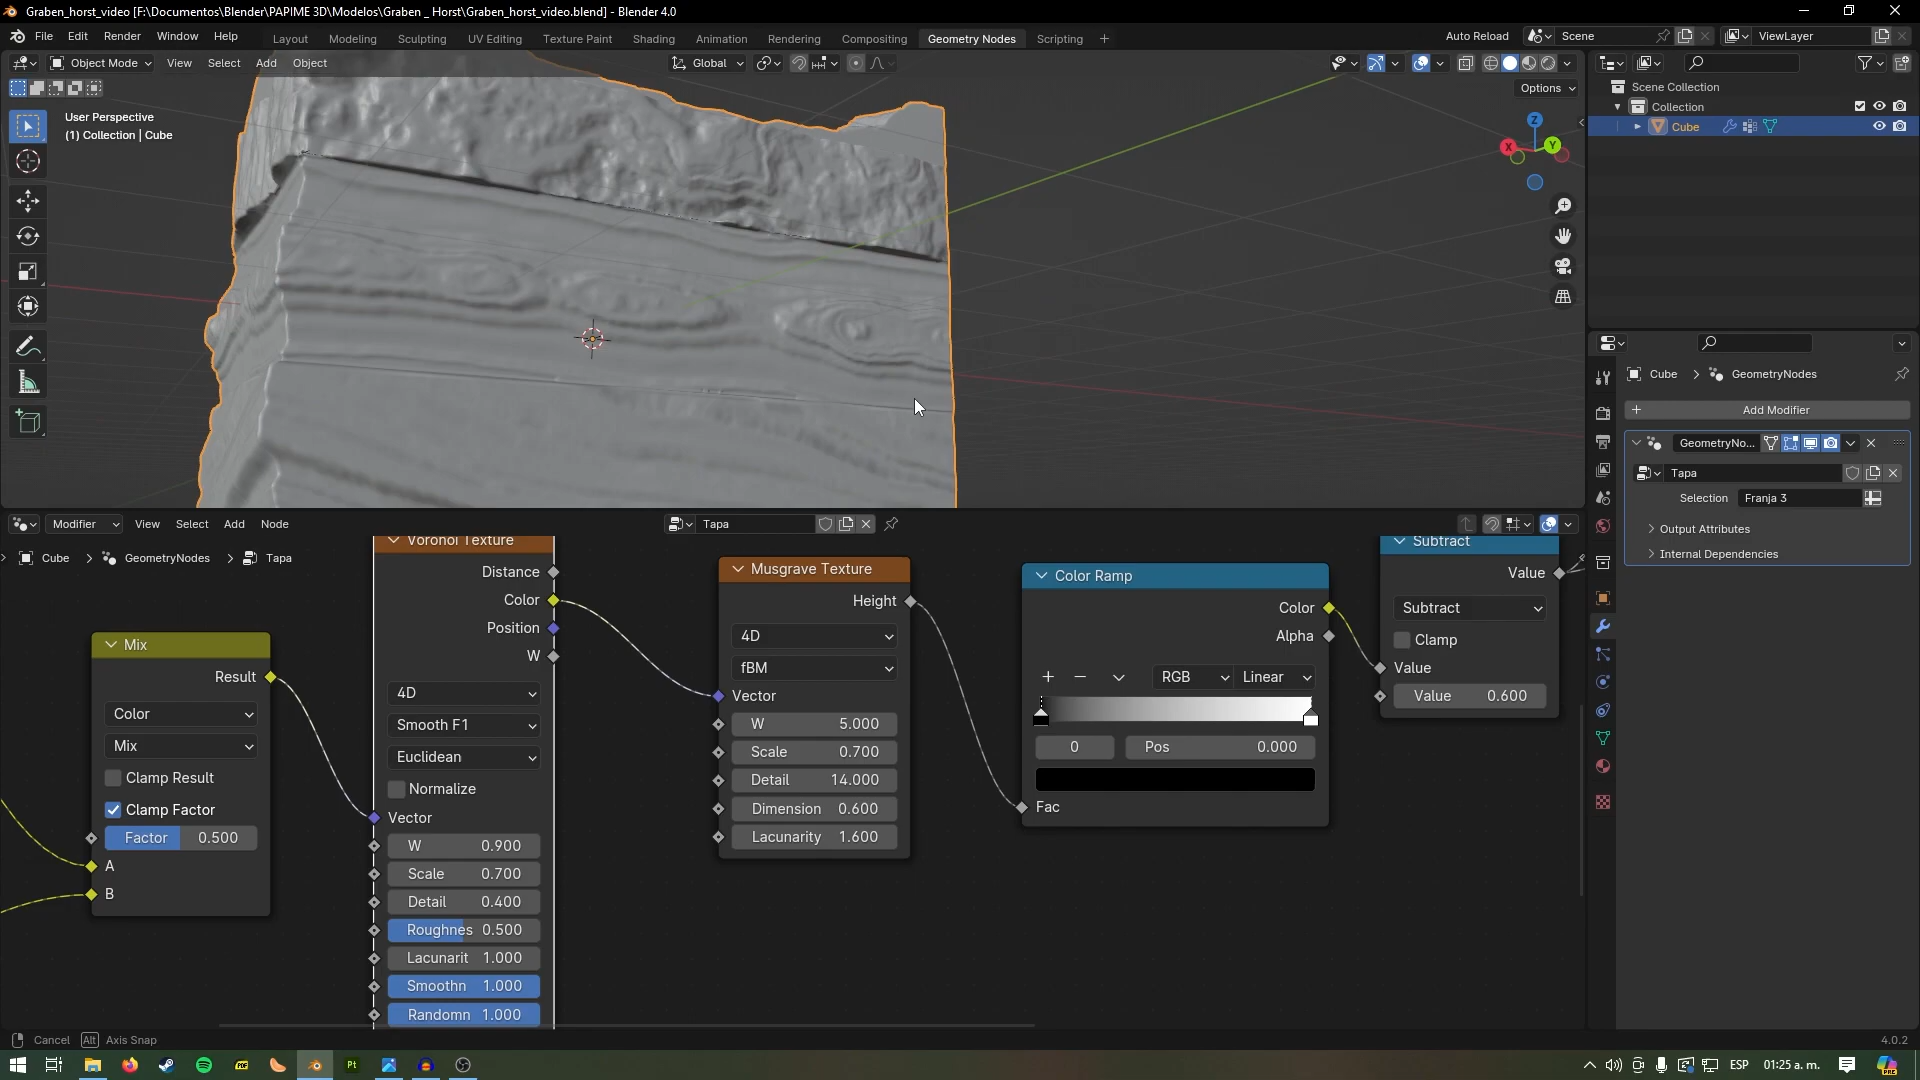 Graben_horst_video [F:\Documentos\Blender\PAPIME 3D\Modelos\Graben _ Horst\Graben_horst_video.blend] - Blender 4.0
File Edit Render Window Help Layout Modeling Sculpting UV Editing Texture Paint Shading Animation Rendering Compositing Geometry Nodes Scripting + Auto Reload Scene ViewLayer
Object Mode View Select Add Object Global
Options
User Perspective
(1) Collection | Cube
Z
X
Y
Scene Collection
Collection
Cube
Cube > GeometryNodes
+ Add Modifier
GeometryNo...
Tapa
Selection Franja 3
Output Attributes
Internal Dependencies
Modifier View Select Add Node Tapa
Cube > GeometryNodes > Tapa
Mix
Result
Color
Mix
Clamp Result
Clamp Factor
Factor 0.500
A
B
Voronoi Texture
Distance
Color
Position
W
4D
Smooth F1
Euclidean
Normalize
Vector
W 0.900
Scale 0.700
Detail 0.400
Roughnes 0.500
Lacunarit 1.000
Smoothn 1.000
Randomn 1.000
Musgrave Texture
Height
4D
fBM
Vector
W 5.000
Scale 0.700
Detail 14.000
Dimension 0.600
Lacunarity 1.600
Color Ramp
Color
Alpha
RGB Linear
0 Pos 0.000
Fac
Subtract
Value
Subtract
Clamp
Value
Value 0.600
Cancel Alt Axis Snap
4.0.2
Pt
ESP 01:25 a. m.